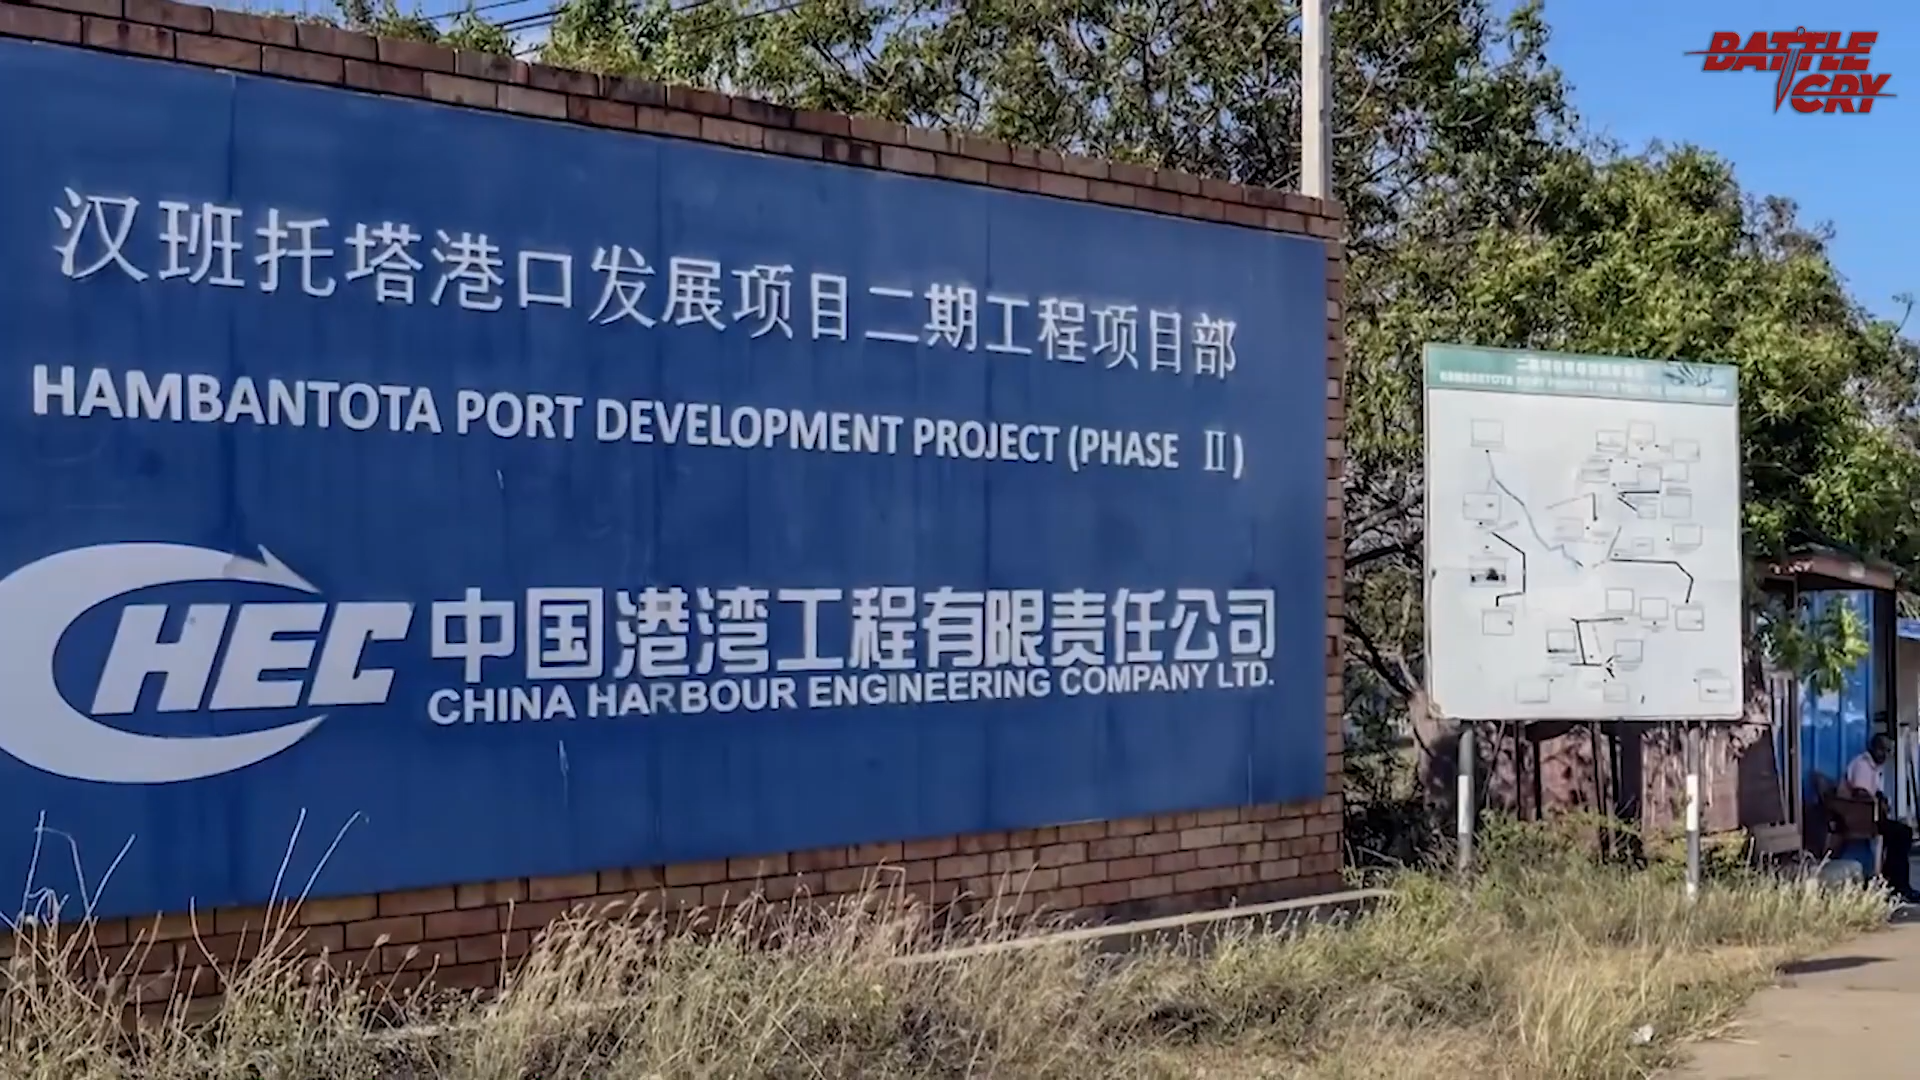 BATTLE
CRY
汉班托塔港口发展项目二期工程项目部
HAMBANTOTA PORT DEVELOPMENT PROJECT (PHASE Ⅱ)
CHEC
中国港湾工程有限责任公司
CHINA HARBOUR ENGINEERING COMPANY LTD.
HAMBANTOTA PORT